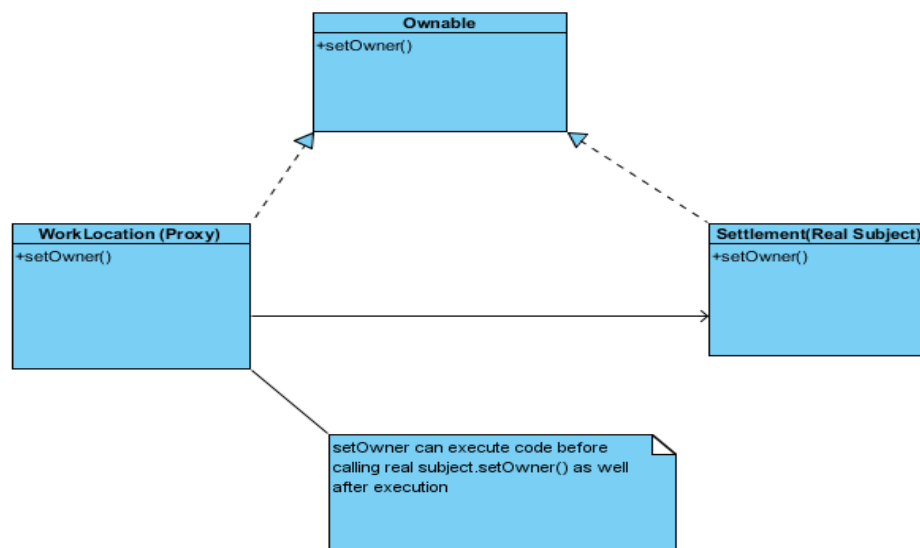 Ownable
+setOwner()
WorkLocation (Proxy)
+setOwner()
Settlement(Real Subject)
+setOwner()
setOwner can execute code before
calling real subject.setOwner() as well
after execution